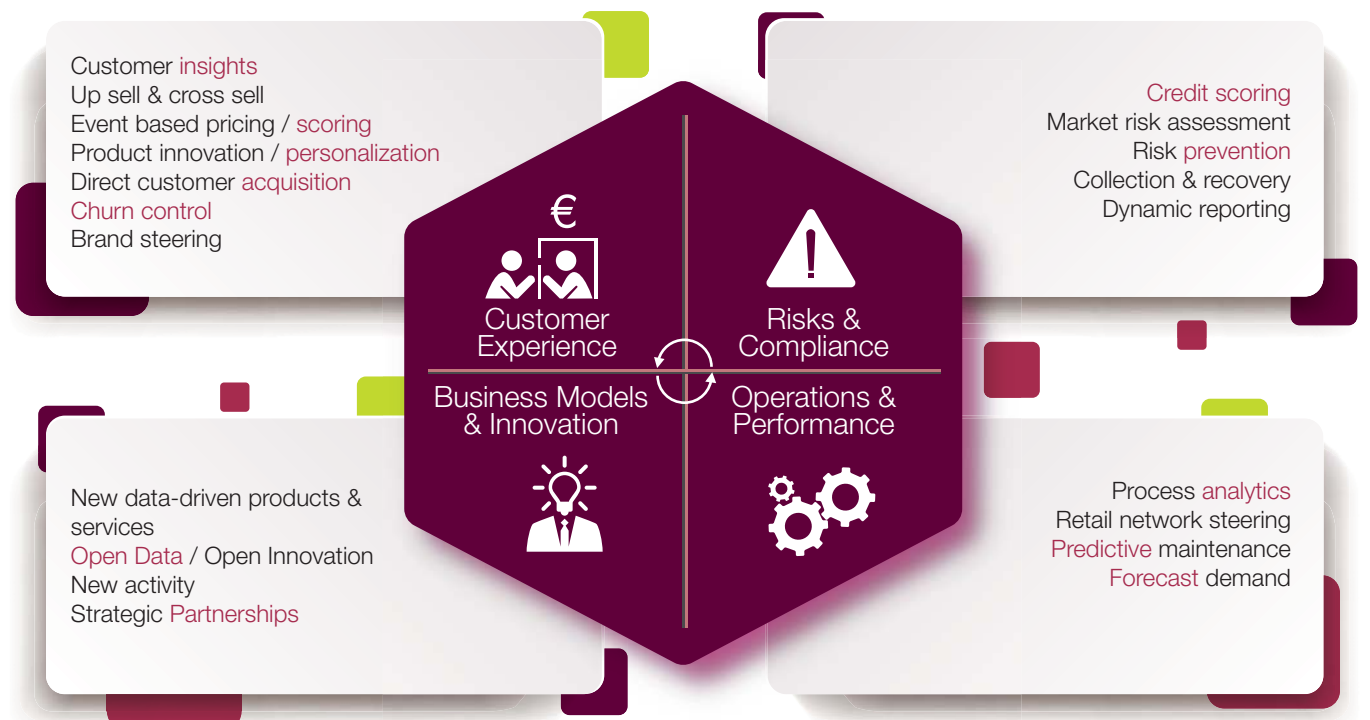 Customer insights
Up sell & cross sell
Event based pricing / scoring
Product innovation / personalization
Direct customer acquisition
Churn control
Brand steering
Credit scoring
Market risk assessment
Risk prevention
Collection & recovery
Dynamic reporting
€
Customer
Experience
Risks &
Compliance
Business Models
& Innovation
Operations &
Performance
New data-driven products &
services
Open Data / Open Innovation
New activity
Strategic Partnerships
Process analytics
Retail network steering
Predictive maintenance
Forecast demand